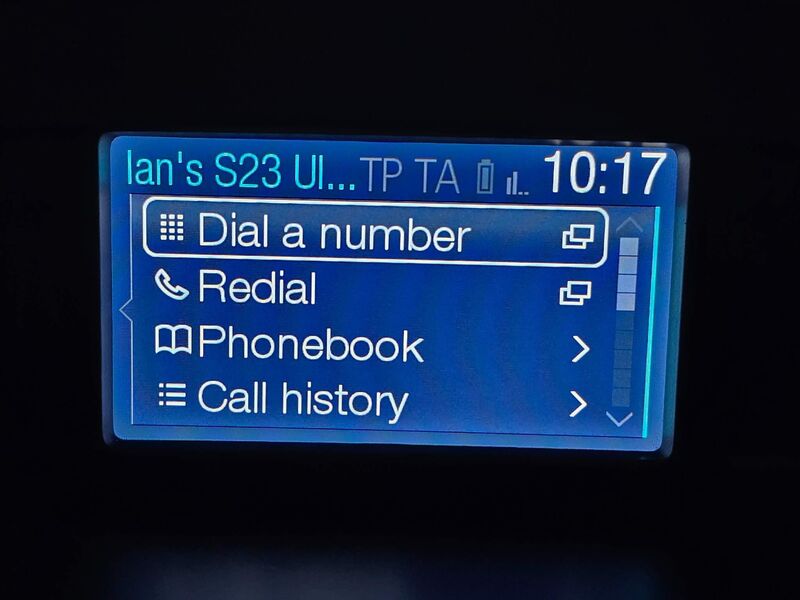 Ian's S23 Ul... TP TA 10:17
Dial a number
Redial
Phonebook
Call history